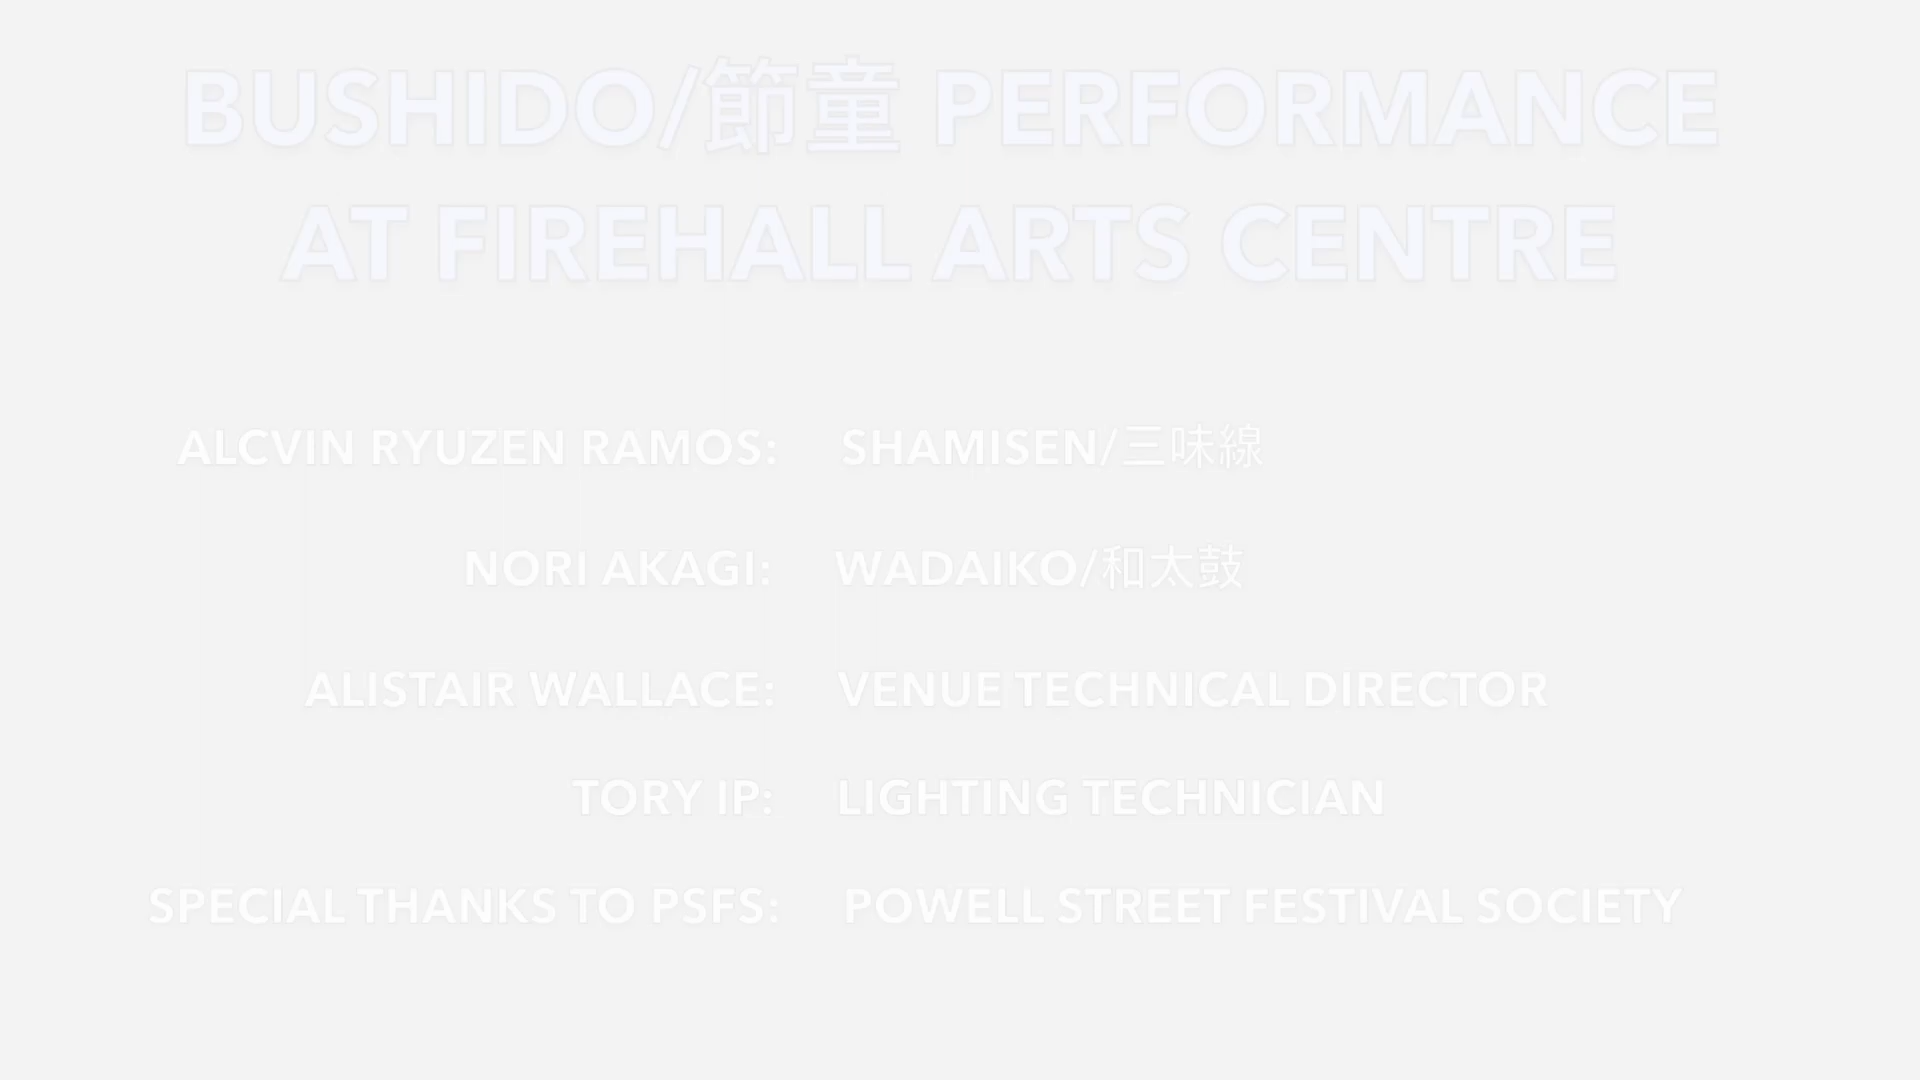 BUSHIDO/節童 PERFORMANCE
AT FIREHALL ARTS CENTRE
ALCVIN RYUZEN RAMOS: SHAMISEN/三味線
NORI AKAGI: WADAIKO/和太鼓
ALISTAIR WALLACE: VENUE TECHNICAL DIRECTOR
TORY IP: LIGHTING TECHNICIAN
SPECIAL THANKS TO PSFS: POWELL STREET FESTIVAL SOCIETY